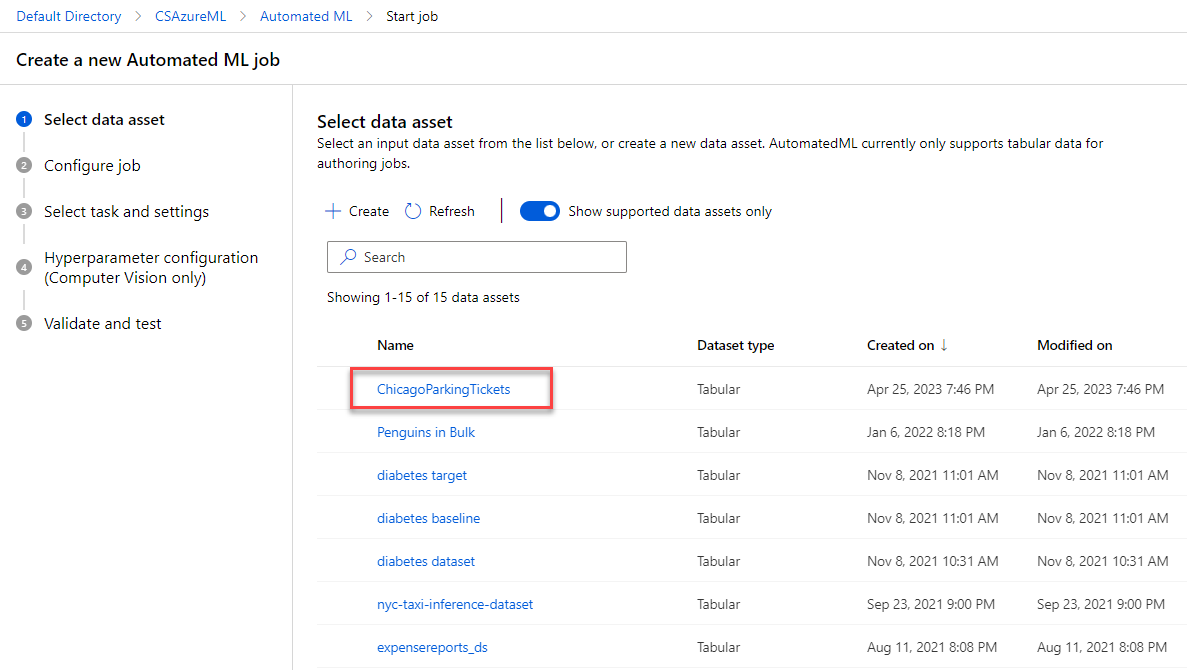 Default Directory > CSAzureML > Automated ML > Start job
Create a new Automated ML job
1 Select data asset
2 Configure job
3 Select task and settings
4 Hyperparameter configuration
(Computer Vision only)
5 Validate and test
Select data asset
Select an input data asset from the list below, or create a new data asset. AutomatedML currently only supports tabular data for
authoring jobs.
+ Create Refresh Show supported data assets only
Search
Showing 1-15 of 15 data assets
Name Dataset type Created on ↓ Modified on
ChicagoParkingTickets Tabular Apr 25, 2023 7:46 PM Apr 25, 2023 7:46 PM
Penguins in Bulk Tabular Jan 6, 2022 8:18 PM Jan 6, 2022 8:18 PM
diabetes target Tabular Nov 8, 2021 11:01 AM Nov 8, 2021 11:01 AM
diabetes baseline Tabular Nov 8, 2021 11:01 AM Nov 8, 2021 11:01 AM
diabetes dataset Tabular Nov 8, 2021 10:31 AM Nov 8, 2021 10:31 AM
nyc-taxi-inference-dataset Tabular Sep 23, 2021 9:00 PM Sep 23, 2021 9:00 PM
expensereports_ds Tabular Aug 11, 2021 8:08 PM Aug 11, 2021 8:08 PM